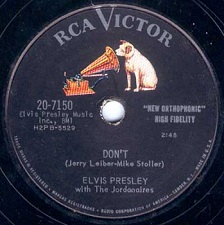 RCA VICTOR
20-7150
Elvis Presley Music
Inc., BMI
H2PB-5529
"NEW ORTHOPHONIC"
HIGH FIDELITY
2:45
DON'T
(Jerry Leiber-Mike Stoller)
ELVIS PRESLEY
with The Jordanaires